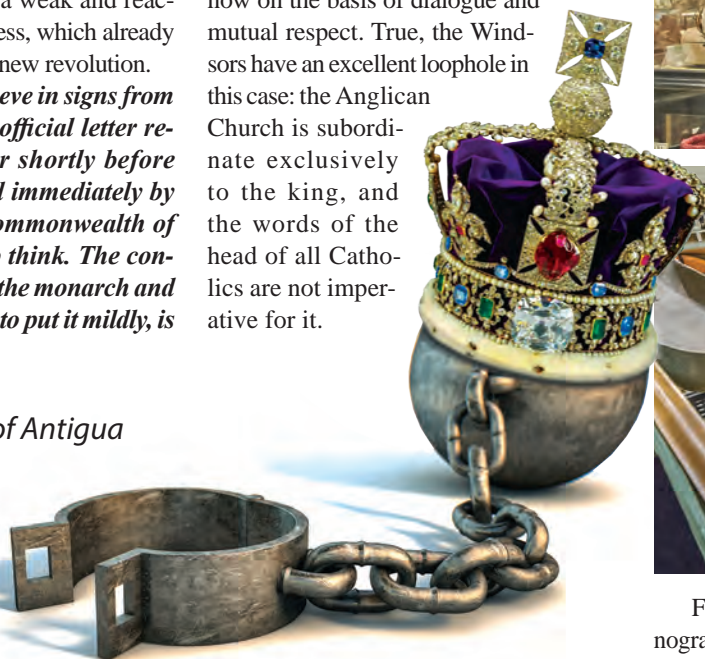 a weak and reac-
ess, which already
new revolution.
eve in signs from
official letter re-
r shortly before
l immediately by
ommonwealth of
o think. The con-
the monarch and
to put it mildly, is
now on the basis of dialogue and
mutual respect. True, the Wind-
sors have an excellent loophole in
this case: the Anglican
Church is subordi-
nate exclusively
to the king, and
the words of the
head of all Catho-
lics are not imper-
ative for it.
of Antigua
F
nogra